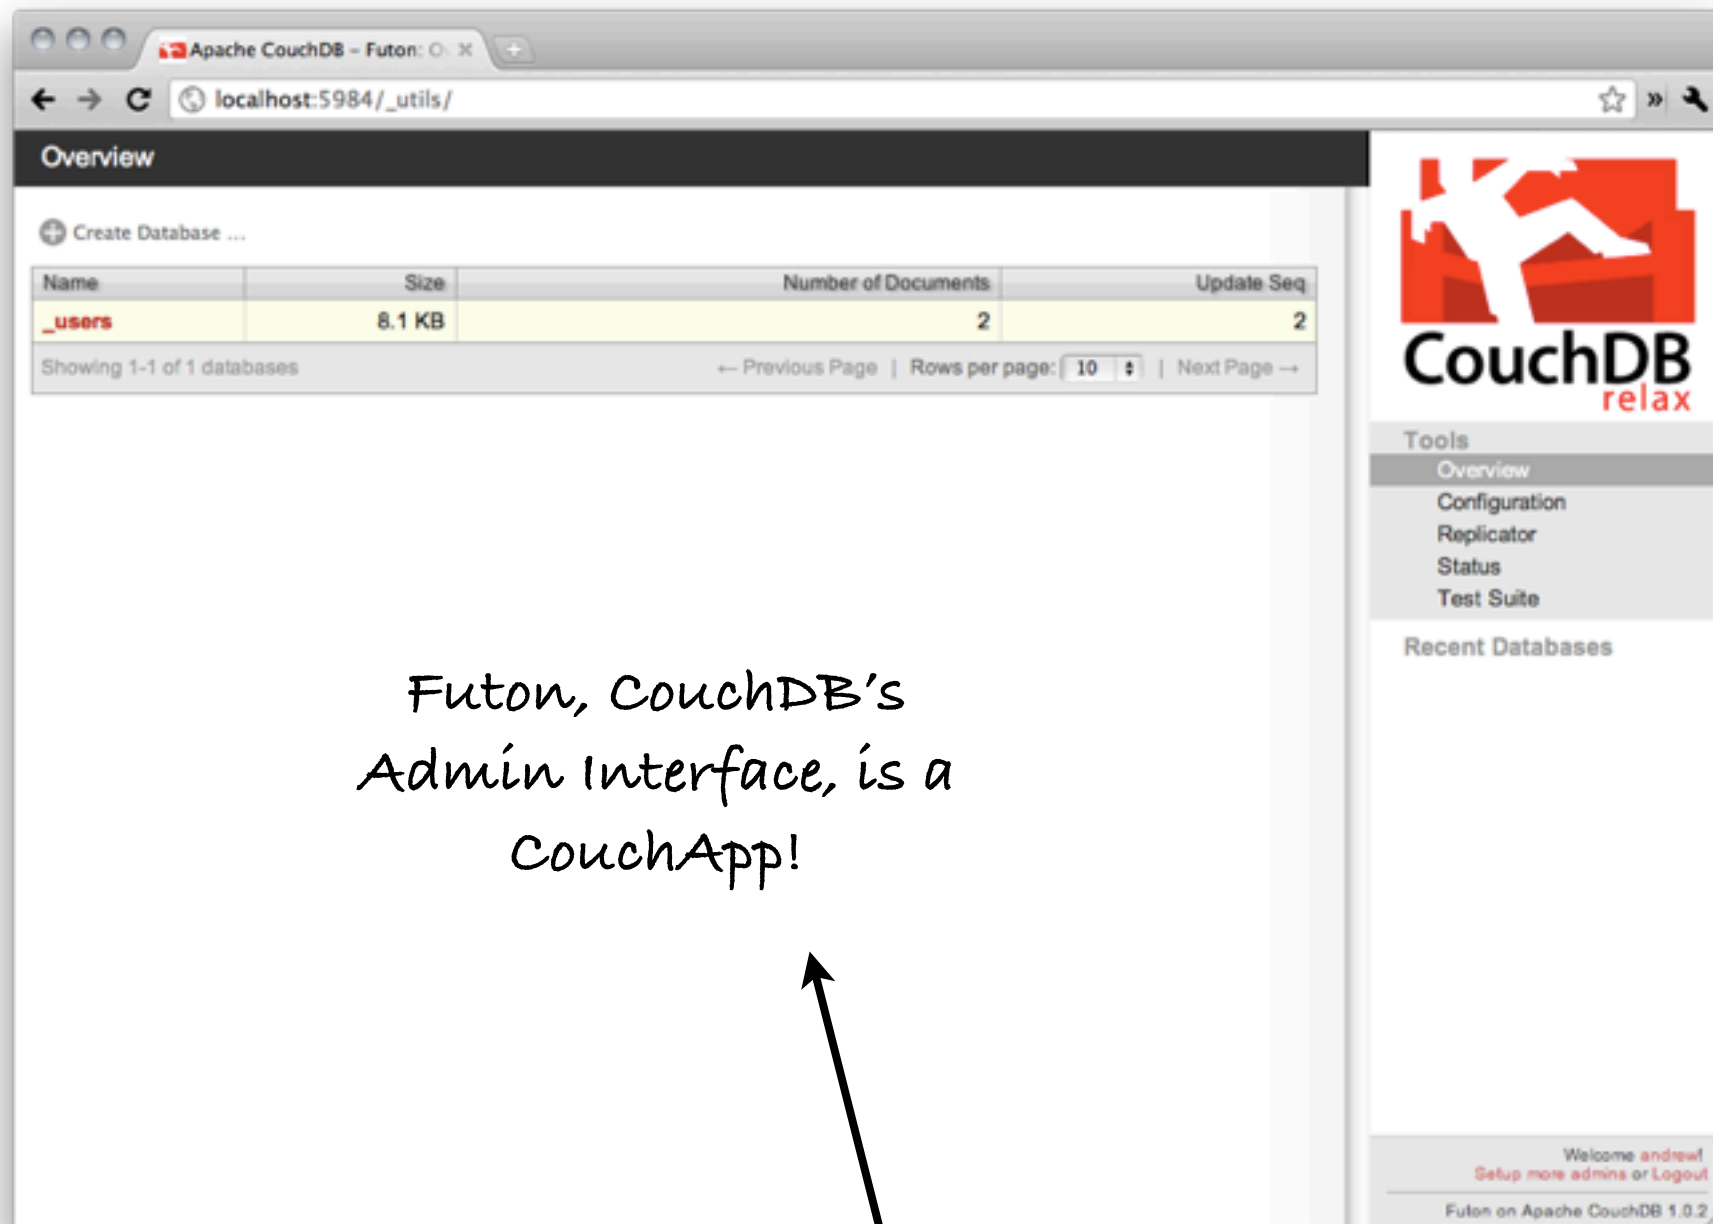 Apache CouchDB – Futon: O
localhost:5984/_utils/
Overview
Create Database ...
Name Size Number of Documents Update Seq
_users 8.1 KB 2 2
Showing 1-1 of 1 databases ← Previous Page | Rows per page: 10 | Next Page →
Futon, CouchDB's
Admin Interface, is a
CouchApp!
CouchDB
relax
Tools
Overview
Configuration
Replicator
Status
Test Suite
Recent Databases
Welcome andrew!
Setup more admins or Logout
Futon on Apache CouchDB 1.0.2